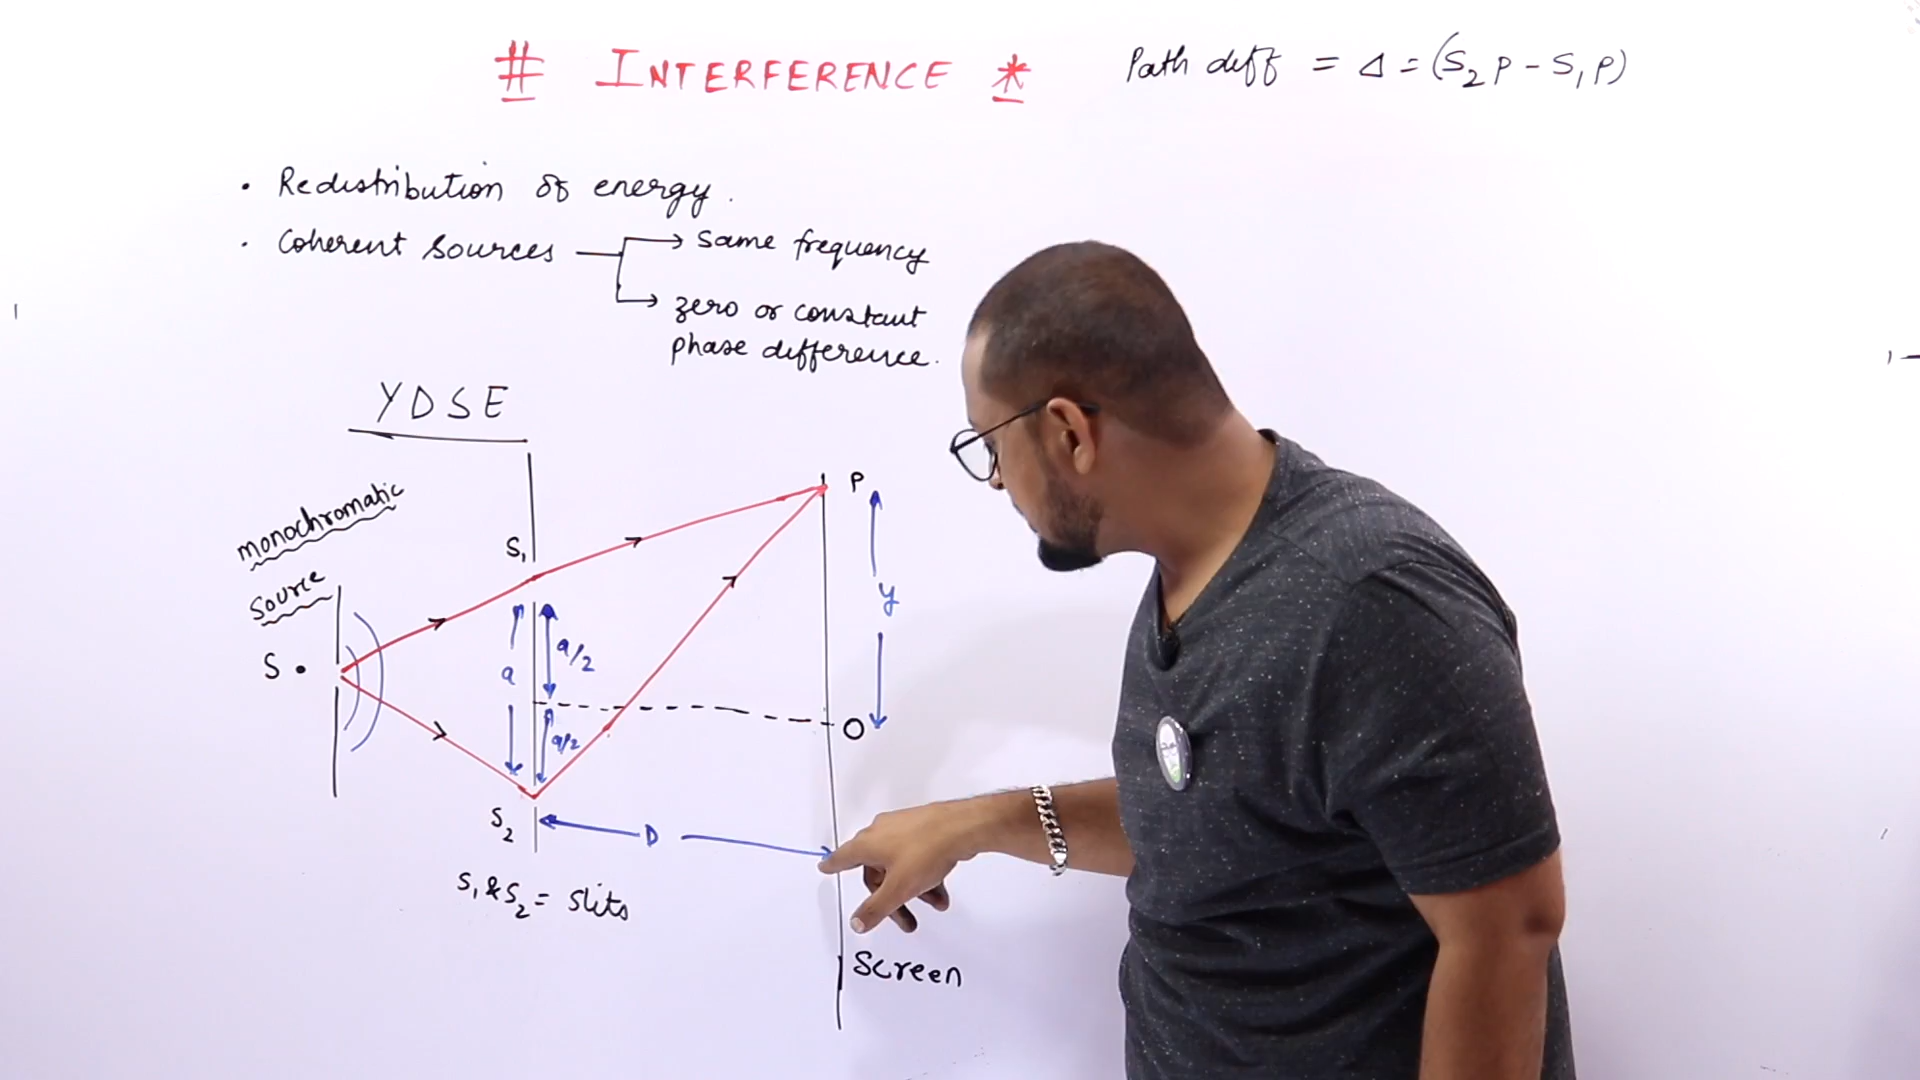 # INTERFERENCE *
Path diff = Δ = (S₂P - S₁P)
• Redistribution of energy.
• Coherent sources
→ same frequency
→ zero or constant
phase difference.
YDSE
monochromatic
source
S •
S₁
a
a/2
a/2
S₂
D
P
y
O
S₁ & S₂ = slits
Screen